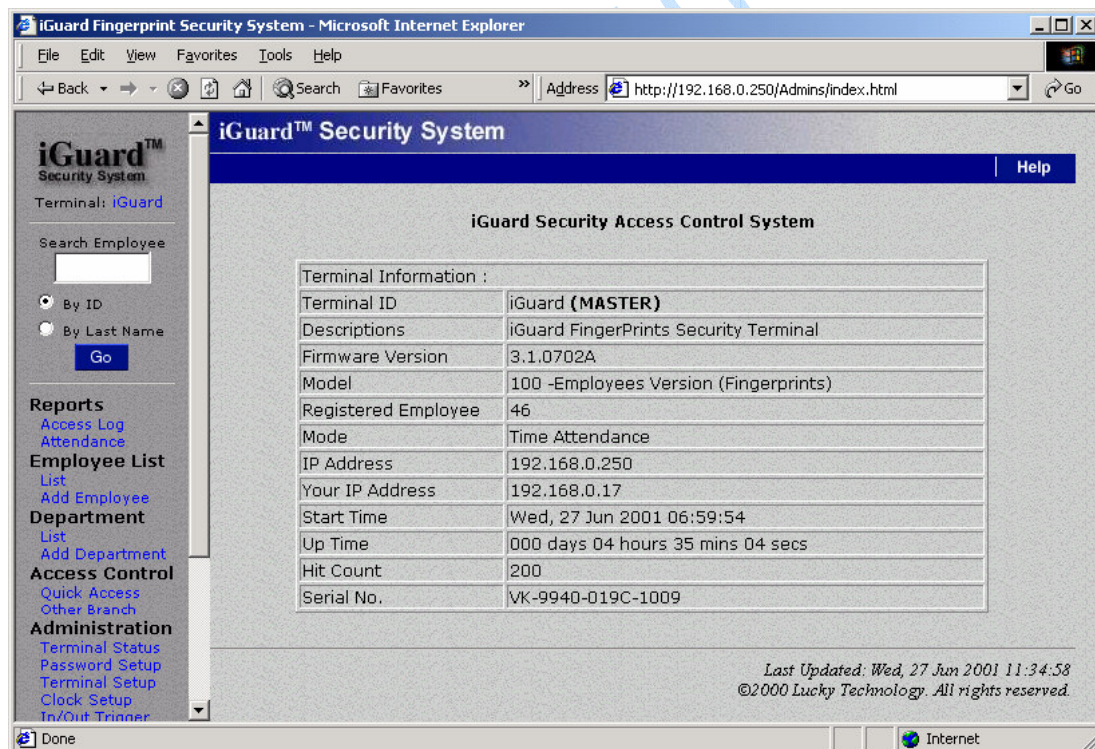 iGuard Fingerprint Security System - Microsoft Internet Explorer
File Edit View Favorites Tools Help
Back Search Favorites » Address http://192.168.0.250/Admins/index.html Go
iGuard™
Security System
Terminal: iGuard
Search Employee
By ID
By Last Name
Go
Reports
Access Log
Attendance
Employee List
List
Add Employee
Department
List
Add Department
Access Control
Quick Access
Other Branch
Administration
Terminal Status
Password Setup
Terminal Setup
Clock Setup
In/Out Trigger
iGuard™ Security System
Help
iGuard Security Access Control System
Terminal Information :
Terminal ID iGuard (MASTER)
Descriptions iGuard FingerPrints Security Terminal
Firmware Version 3.1.0702A
Model 100 -Employees Version (Fingerprints)
Registered Employee 46
Mode Time Attendance
IP Address 192.168.0.250
Your IP Address 192.168.0.17
Start Time Wed, 27 Jun 2001 06:59:54
Up Time 000 days 04 hours 35 mins 04 secs
Hit Count 200
Serial No. VK-9940-019C-1009
Last Updated: Wed, 27 Jun 2001 11:34:58
©2000 Lucky Technology. All rights reserved.
Done Internet